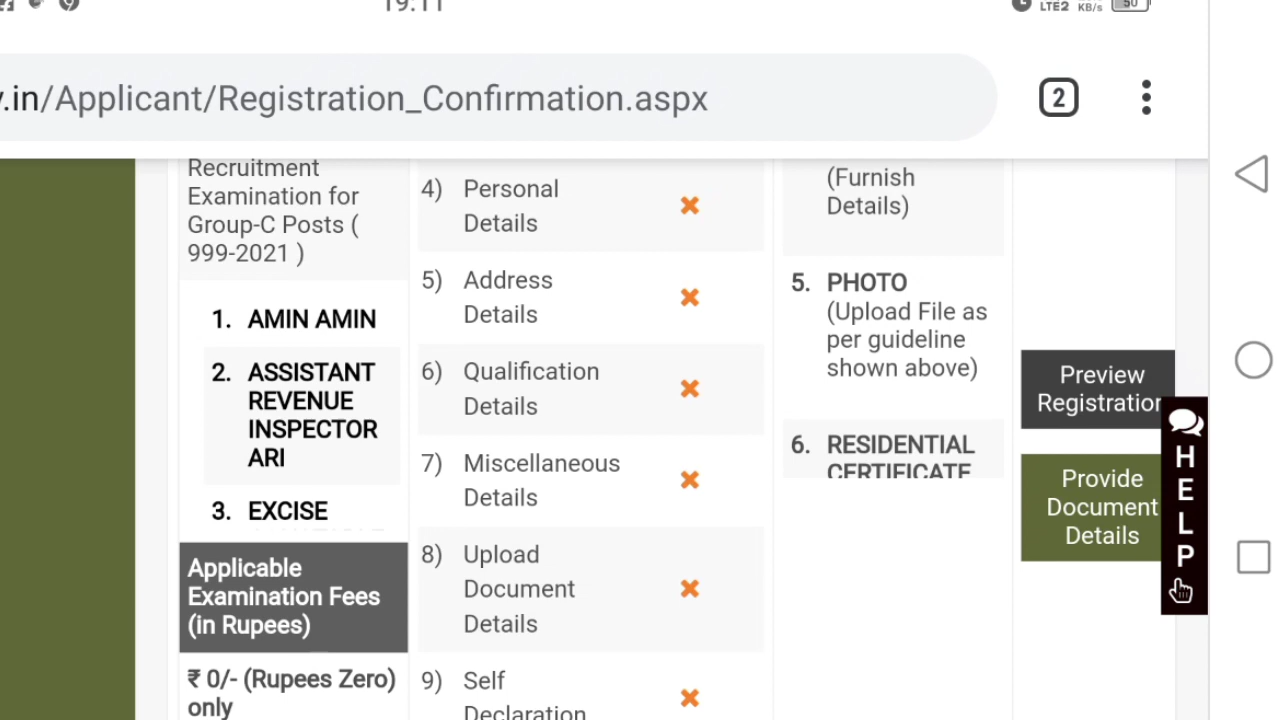 19:11
LTE2 KB/s 50
.in/Applicant/Registration_Confirmation.aspx
2
Recruitment
Examination for
Group-C Posts (
999-2021 )
1. AMIN AMIN
2. ASSISTANT
REVENUE
INSPECTOR
ARI
3. EXCISE
Applicable
Examination Fees
(in Rupees)
₹ 0/- (Rupees Zero)
only
4) Personal
Details
5) Address
Details
6) Qualification
Details
7) Miscellaneous
Details
8) Upload
Document
Details
9) Self
Declaration
(Furnish
Details)
5. PHOTO
(Upload File as
per guideline
shown above)
6. RESIDENTIAL
CERTIFICATE
Preview
Registration
Provide
Document
Details
H
E
L
P